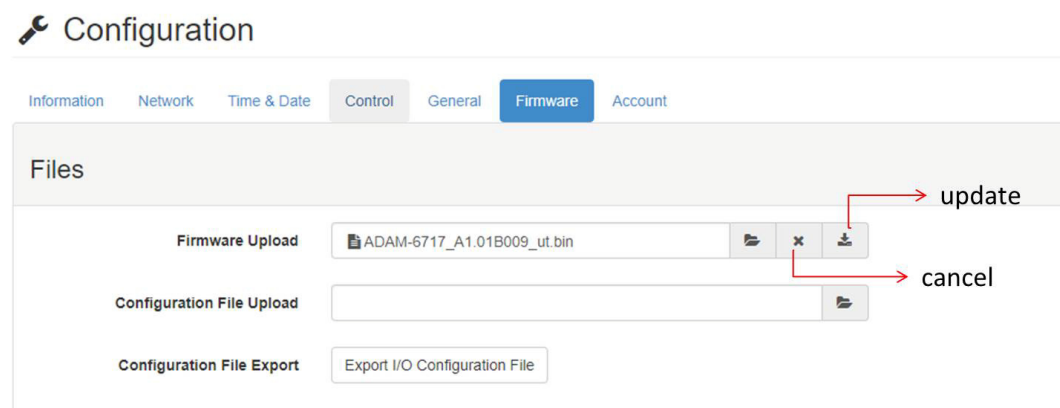 Configuration
Information Network Time & Date Control General Firmware Account
Files
update
Firmware Upload ADAM-6717_A1.01B009_ut.bin
cancel
Configuration File Upload
Configuration File Export Export I/O Configuration File